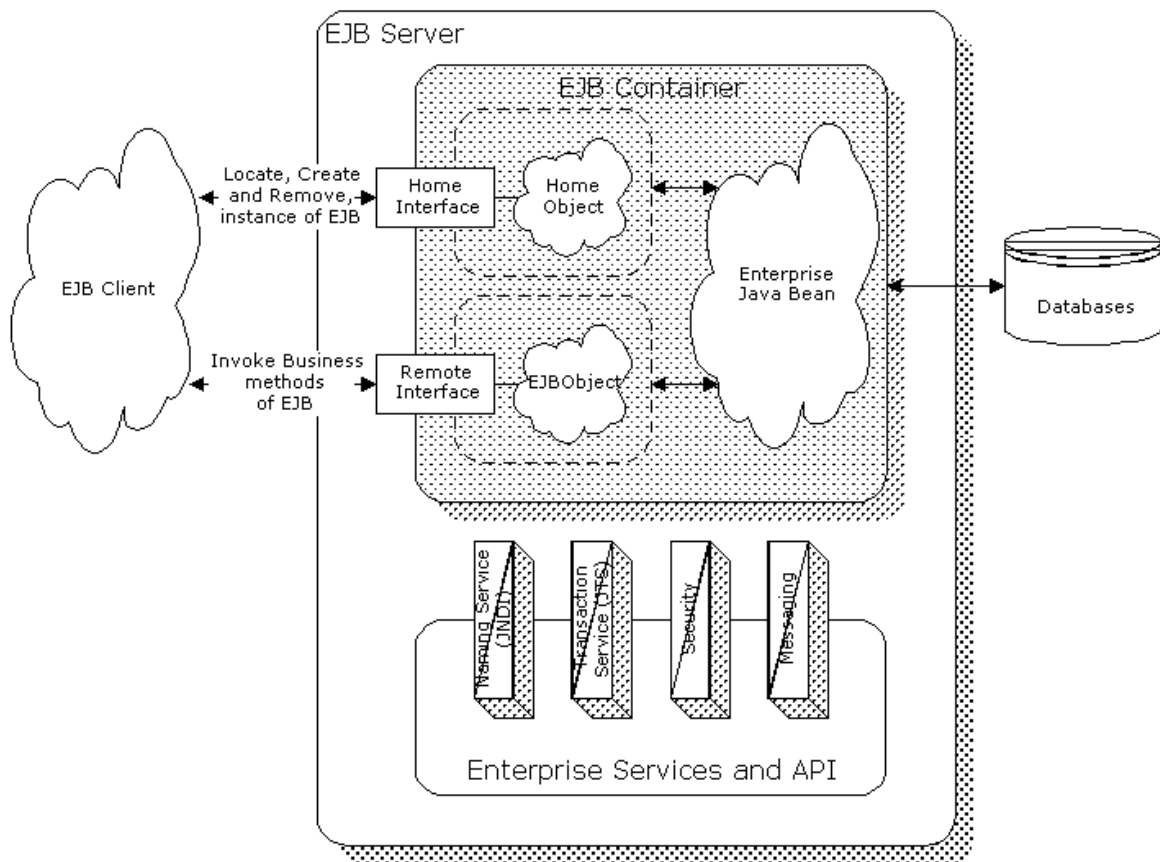 EJB Server
EJB Container
Locate, Create
and Remove,
instance of EJB
Home
Interface
Home
Object
EJB Client
Enterprise
Java Bean
Databases
Invoke Business
methods
of EJB
Remote
Interface
EJBObject
Naming Service
(JNDI)
Transaction
Service (JTS)
Security
Messaging
Enterprise Services and API